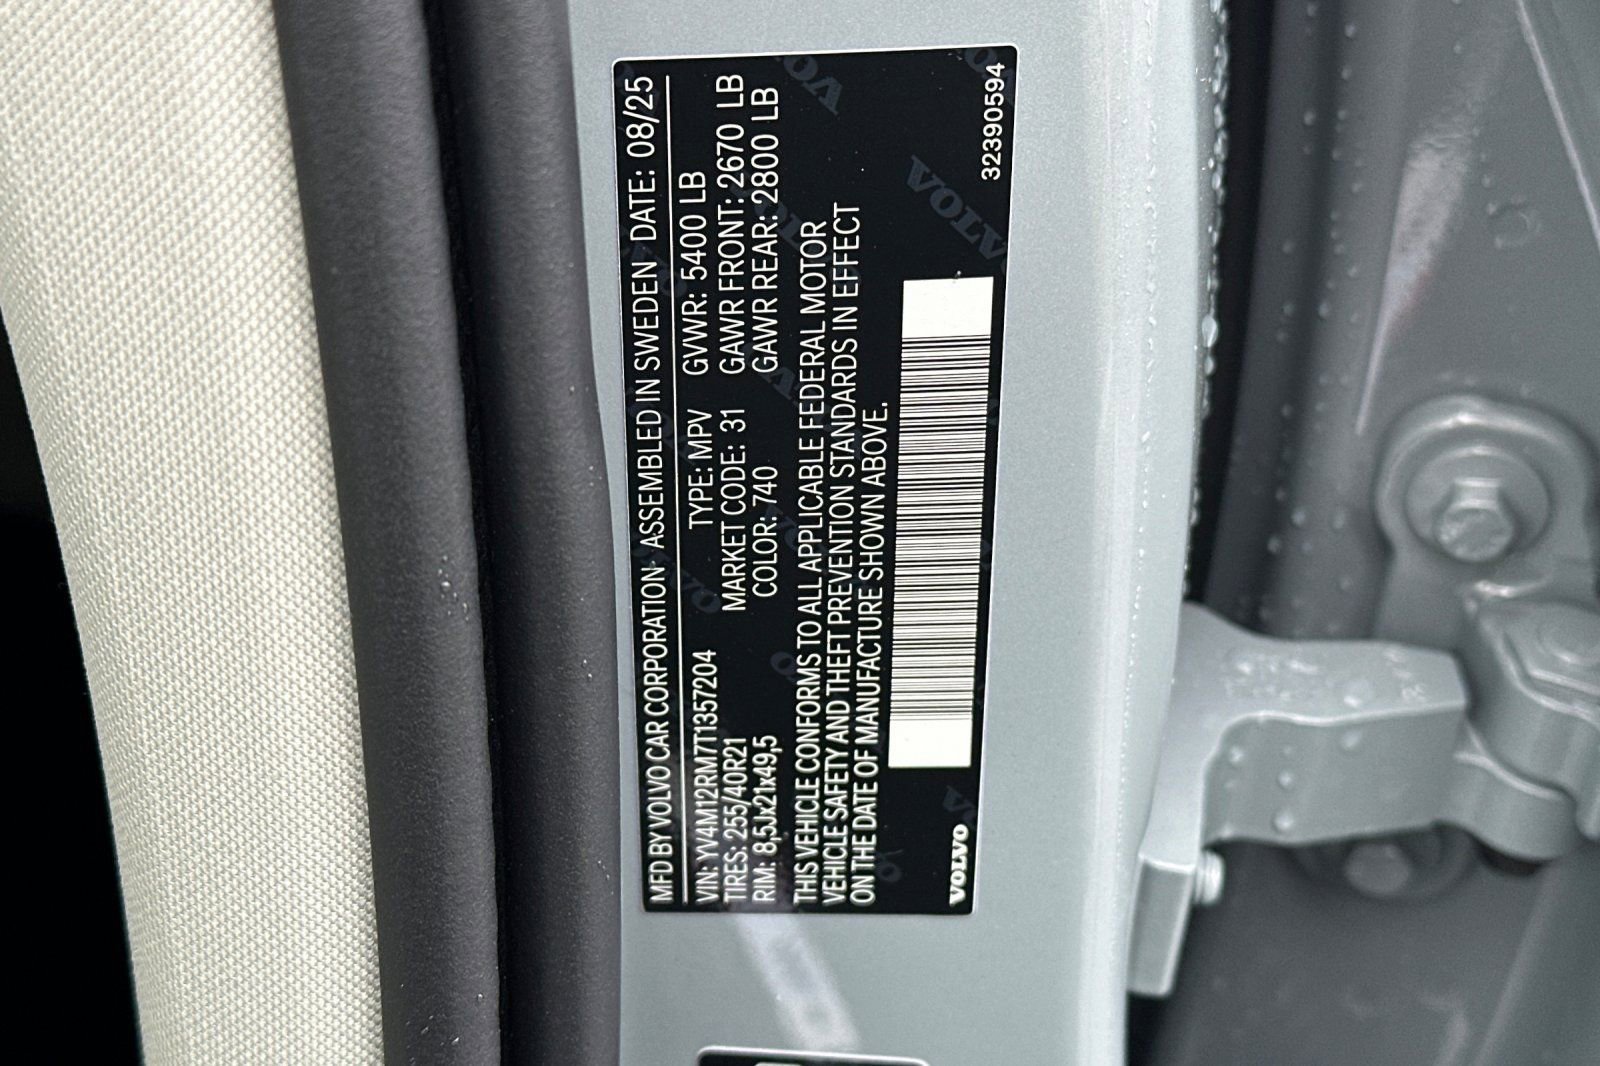 MFD BY VOLVO CAR CORPORATION· ASSEMBLED IN SWEDEN DATE: 08/25
VIN: YV4M12RM7T1357204 TYPE: MPV GVWR: 5400 LB
TIRES: 255/40R21 MARKET CODE: 31 GAWR FRONT: 2670 LB
RIM: 8,5Jx21x49,5 COLOR: 740 GAWR REAR: 2800 LB
THIS VEHICLE CONFORMS TO ALL APPLICABLE FEDERAL MOTOR
VEHICLE SAFETY AND THEFT PREVENTION STANDARDS IN EFFECT
ON THE DATE OF MANUFACTURE SHOWN ABOVE.
VOLVO 32390594